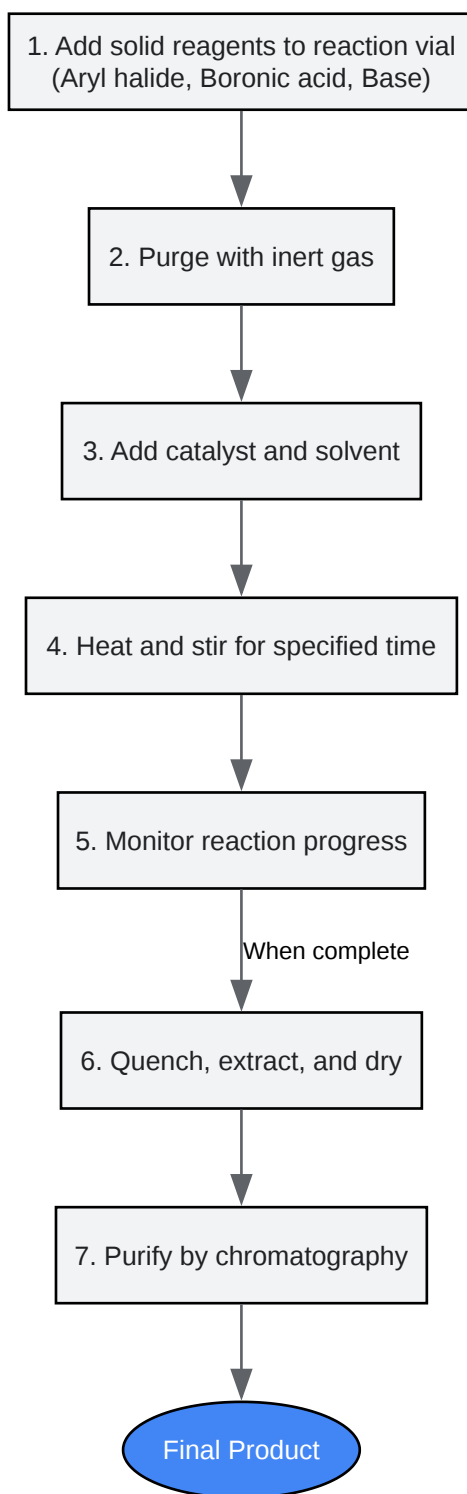 1. Add solid reagents to reaction vial
(Aryl halide, Boronic acid, Base)
2. Purge with inert gas
3. Add catalyst and solvent
4. Heat and stir for specified time
5. Monitor reaction progress
When complete
6. Quench, extract, and dry
7. Purify by chromatography
Final Product